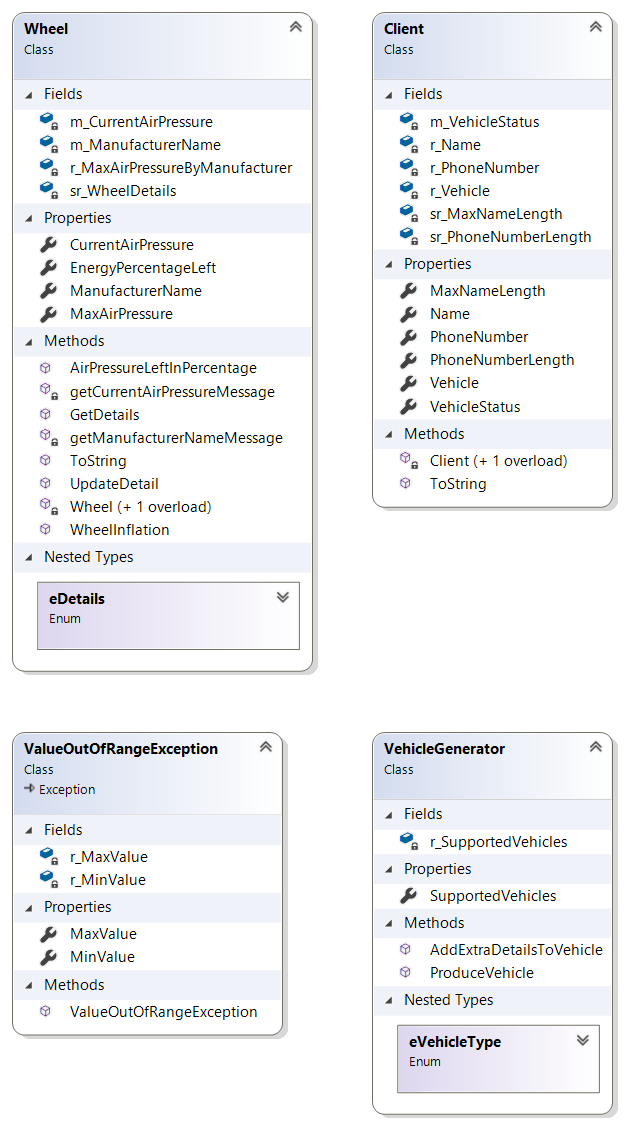 Wheel
Class
Fields
m_CurrentAirPressure
m_ManufacturerName
r_MaxAirPressureByManufacturer
sr_WheelDetails
Properties
CurrentAirPressure
EnergyPercentageLeft
ManufacturerName
MaxAirPressure
Methods
AirPressureLeftInPercentage
getCurrentAirPressureMessage
GetDetails
getManufacturerNameMessage
ToString
UpdateDetail
Wheel (+ 1 overload)
WheelInflation
Nested Types
eDetails
Enum
Client
Class
Fields
m_VehicleStatus
r_Name
r_PhoneNumber
r_Vehicle
sr_MaxNameLength
sr_PhoneNumberLength
Properties
MaxNameLength
Name
PhoneNumber
PhoneNumberLength
Vehicle
VehicleStatus
Methods
Client (+ 1 overload)
ToString
ValueOutOfRangeException
Class
Exception
Fields
r_MaxValue
r_MinValue
Properties
MaxValue
MinValue
Methods
ValueOutOfRangeException
VehicleGenerator
Class
Fields
r_SupportedVehicles
Properties
SupportedVehicles
Methods
AddExtraDetailsToVehicle
ProduceVehicle
Nested Types
eVehicleType
Enum